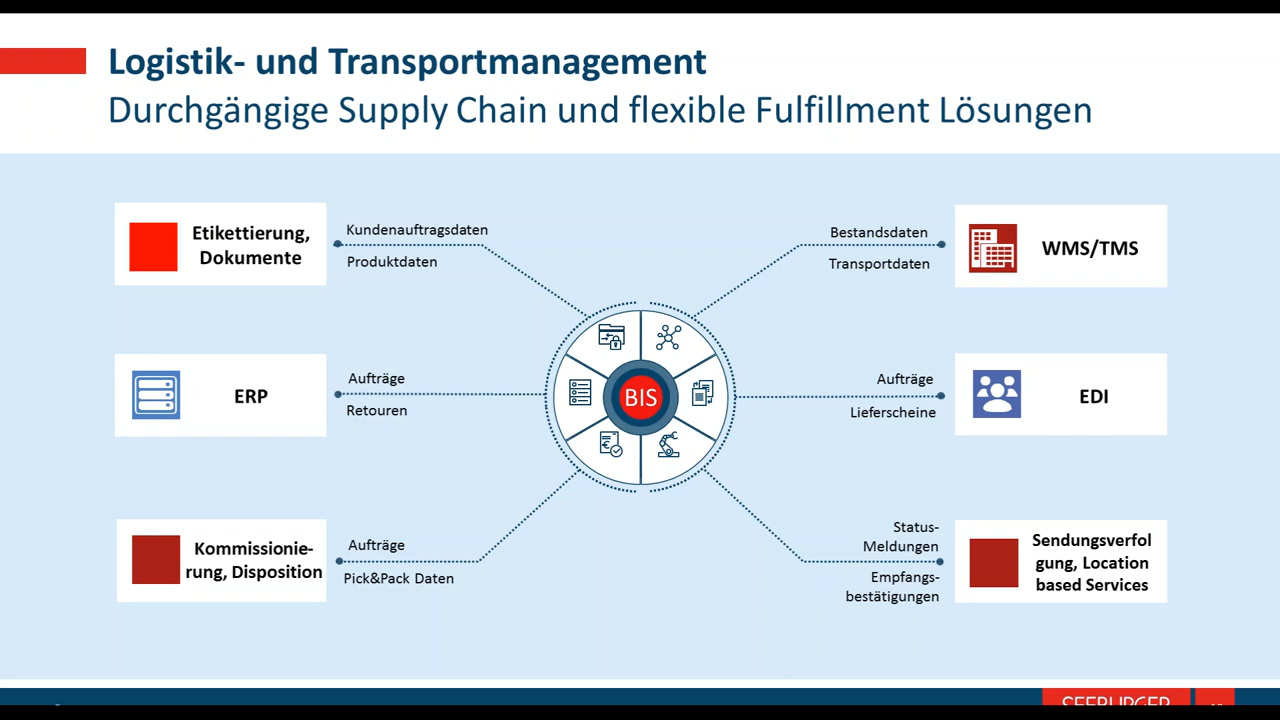 Logistik- und Transportmanagement
Durchgängige Supply Chain und flexible Fulfillment Lösungen
Etikettierung,
Dokumente
Kundenauftragsdaten
Produktdaten
Bestandsdaten
Transportdaten
WMS/TMS
ERP
Aufträge
Retouren
BIS
Aufträge
Lieferscheine
EDI
Kommissionie-
rung, Disposition
Aufträge
Pick&Pack Daten
Status-
Meldungen
Empfangs-
bestätigungen
Sendungsverfol
gung, Location
based Services
SEEBURGER